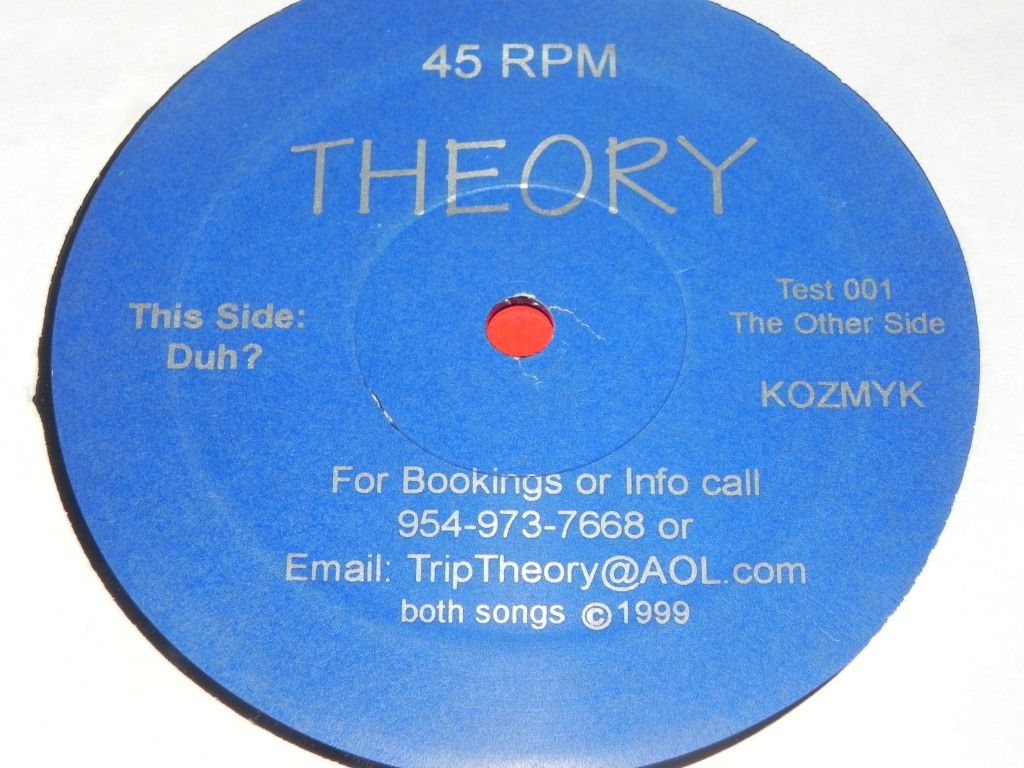 45 RPM
THEORY
This Side:
Duh?
Test 001
The Other Side
KOZMYK
For Bookings or Info call
954-973-7668 or
Email: TripTheory@AOL.com
both songs © 1999